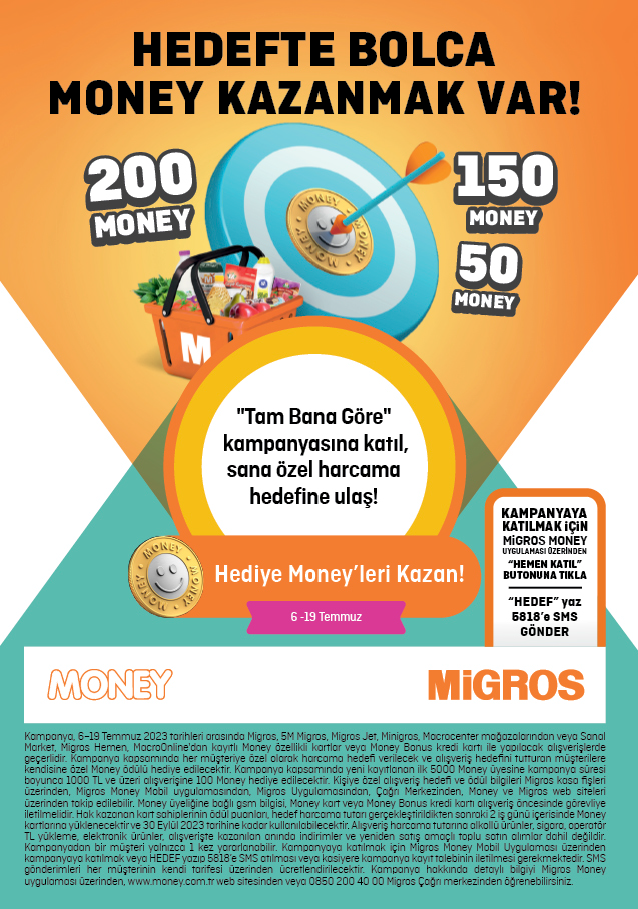 HEDEFTE BOLCA
MONEY KAZANMAK VAR!
200
MONEY
150
MONEY
50
MONEY
MONEY
MONEY
MONEY
M
"Tam Bana Göre"
kampanyasına katıl,
sana özel harcama
hedefine ulaş!
MONEY
MONEY
MONEY
Hediye Money’leri Kazan!
6 -19 Temmuz
KAMPANYAYA
KATILMAK iÇiN
MiGROS MONEY
UYGULAMASI ÜZERİNDEN
“HEMEN KATIL”
BUTONUNA TIKLA
“HEDEF” yaz
5818’e SMS
GÖNDER
MONEY
MiGROS
Kampanya, 6–19 Temmuz 2023 tarihleri arasında Migros, 5M Migros, Migros Jet, Minigros, Macrocenter mağazalarından veya Sanal
Market, Migros Hemen, MacroOnline’dan kayıtlı Money özellikli kartlar veya Money Bonus kredi kartı ile yapılacak alışverişlerde
geçerlidir. Kampanya kapsamında her müşteriye özel olarak harcama hedefi verilecek ve alışveriş hedefini tutturan müşterilere
kendisine özel Money ödülü hediye edilecektir. Kampanya kapsamında yeni kayıtlanan ilk 5000 Money üyesine kampanya süresi
boyunca 1000 TL ve üzeri alışverişine 100 Money hediye edilecektir. Kişiye özel alışveriş hedefi ve ödül bilgileri Migros kasa fişleri
üzerinden, Migros Money Mobil uygulamasından, Migros Uygulamasından, Çağrı Merkezinden, Money ve Migros web siteleri
üzerinden takip edilebilir. Money üyeliğine bağlı gsm bilgisi, Money kart veya Money Bonus kredi kartı alışveriş öncesinde görevliye
iletilmelidir. Hak kazanan kart sahiplerinin ödül puanları, hedef harcama tutarı gerçekleştirildikten sonraki 2 iş günü içerisinde Money
kartlarına yüklenecektir ve 30 Eylül 2023 tarihine kadar kullanılabilecektir. Alışveriş harcama tutarına alkollü ürünler, sigara, operatör
TL yükleme, elektronik ürünler, alışverişte kazanılan anında indirimler ve yeniden satış amaçlı toplu satın alımlar dahil değildir.
Kampanyadan bir müşteri yalnızca 1 kez yararlanabilir. Kampanyaya katılmak için Migros Money Mobil Uygulaması üzerinden
kampanyaya katılmak veya HEDEF yazıp 5818’e SMS atılması veya kasiyere kampanya kayıt talebinin iletilmesi gerekmektedir. SMS
gönderimleri her müşterinin kendi tarifesi üzerinden ücretlendirilecektir. Kampanya hakkında detaylı bilgiyi Migros Money
uygulaması üzerinden, www.money.com.tr web sitesinden veya 0850 200 40 00 Migros Çağrı merkezinden öğrenebilirsiniz.